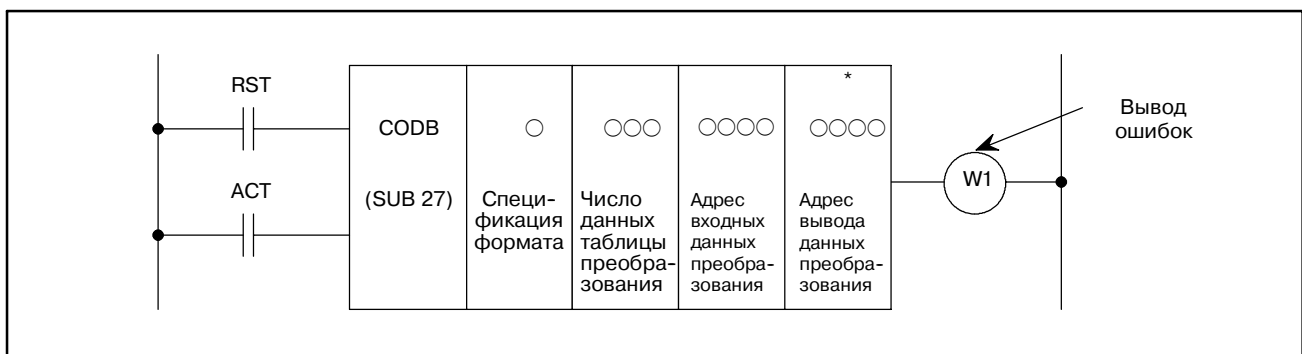 RST
ACT
CODB
(SUB 27)
○
Специ-
фикация
формата
○○○
Число
данных
таблицы
преобра-
зования
○○○○
Адрес
входных
данных
преобра-
зования
*
○○○○
Адрес
вывода
данных
преобра-
зования
W1
Вывод
ошибок